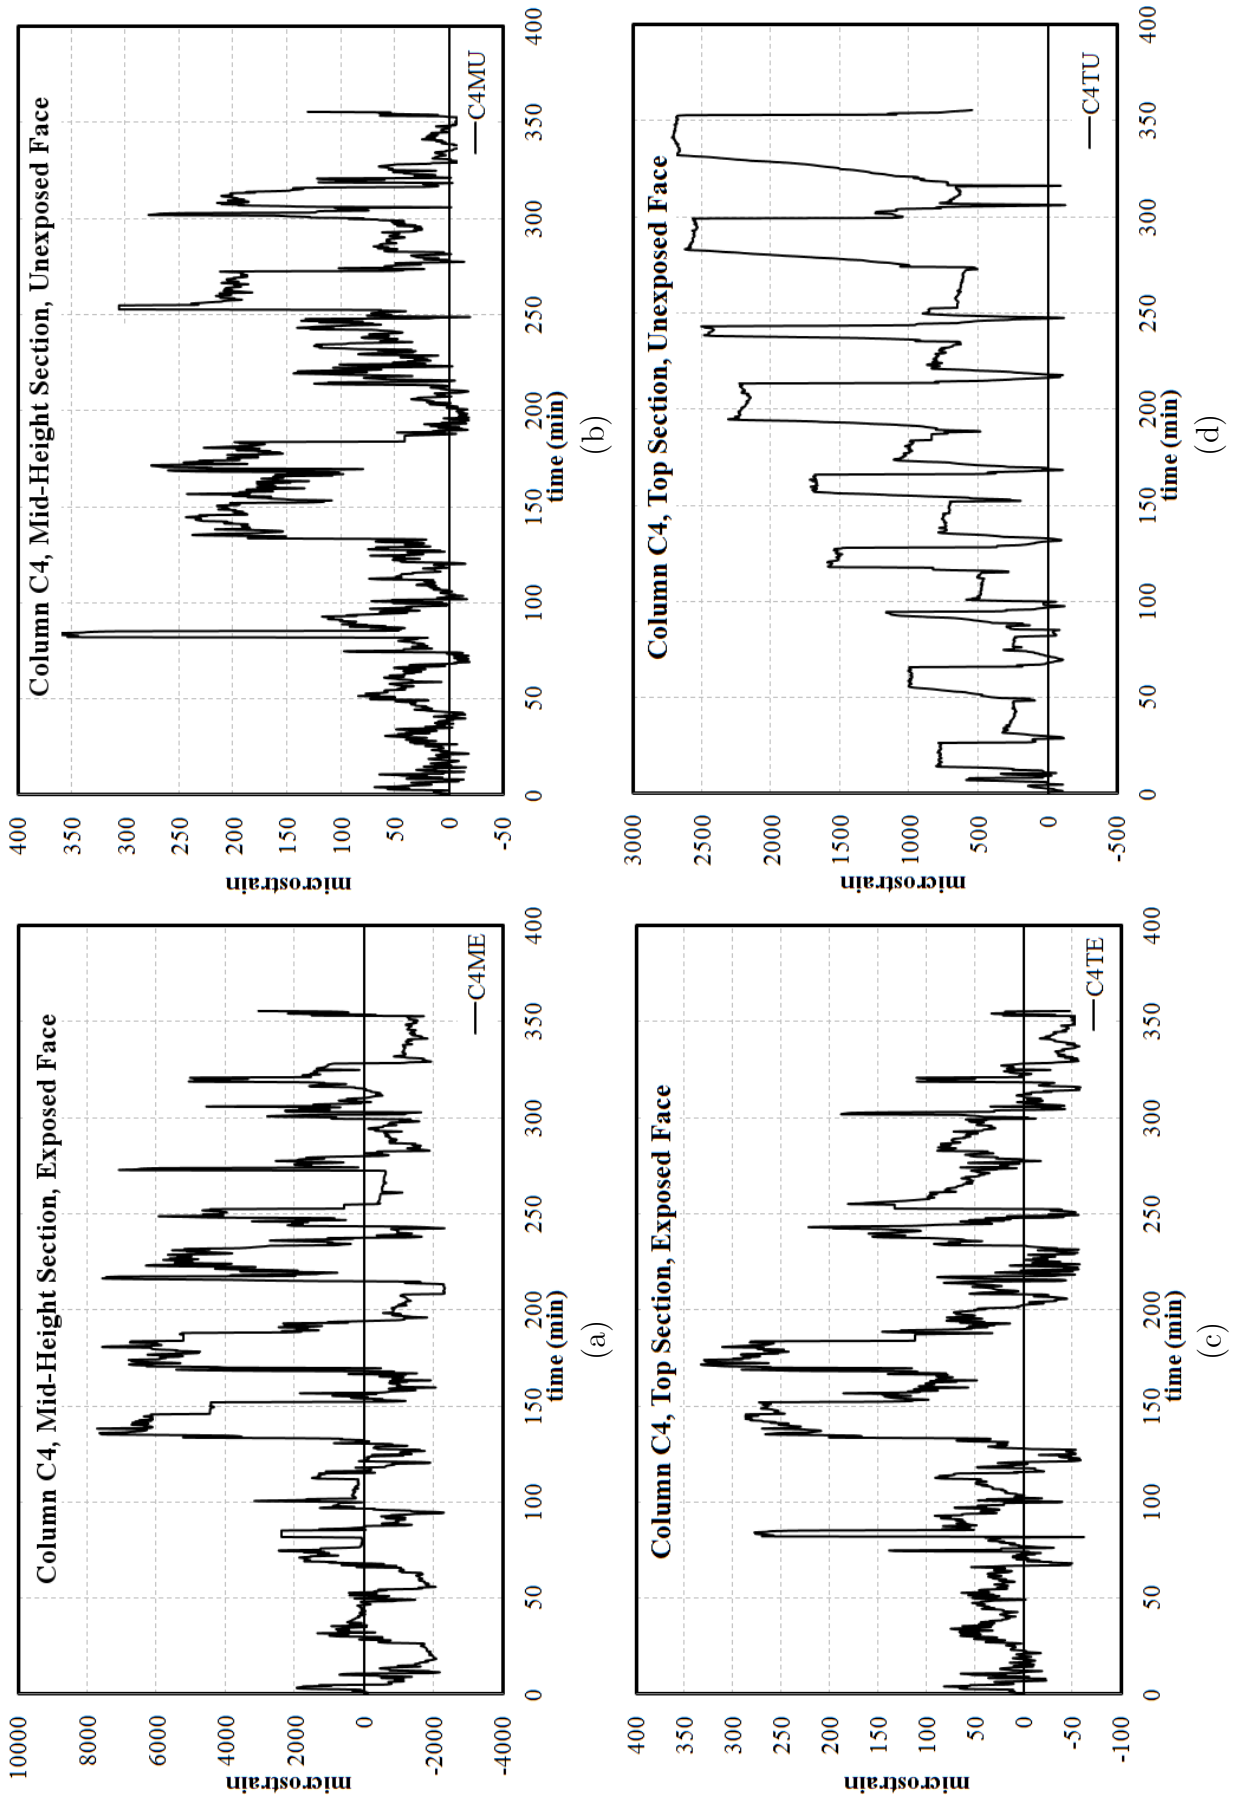 Column C4, Mid-Height Section, Exposed Face
10000
8000
6000
4000
2000
0
-2000
-4000
microstrain
0 50 100 150 200 250 300 350 400
time (min)
C4ME
(a)
Column C4, Mid-Height Section, Unexposed Face
400
350
300
250
200
150
100
50
0
-50
microstrain
0 50 100 150 200 250 300 350 400
time (min)
C4MU
(b)
Column C4, Top Section, Exposed Face
400
350
300
250
200
150
100
50
0
-50
-100
microstrain
0 50 100 150 200 250 300 350 400
time (min)
C4TE
(c)
Column C4, Top Section, Unexposed Face
3000
2500
2000
1500
1000
500
0
-500
microstrain
0 50 100 150 200 250 300 350 400
time (min)
C4TU
(d)